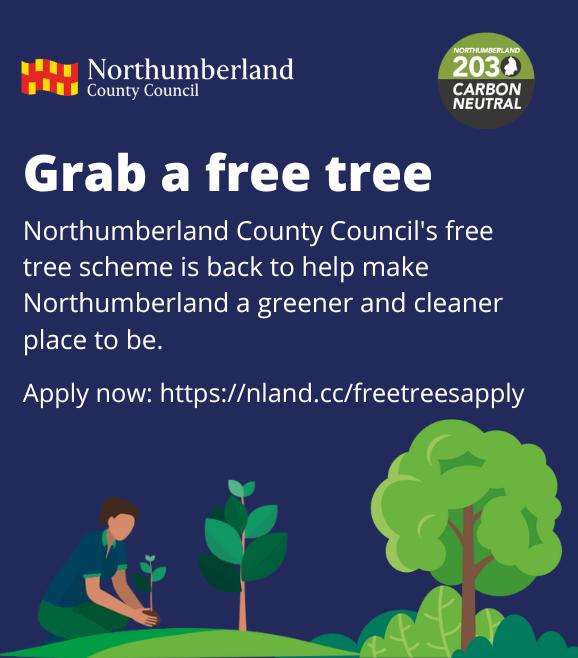 Northumberland
County Council
NORTHUMBERLAND
2030
CARBON
NEUTRAL
Grab a free tree
Northumberland County Council's free
tree scheme is back to help make
Northumberland a greener and cleaner
place to be.
Apply now: https://nland.cc/freetreesapply